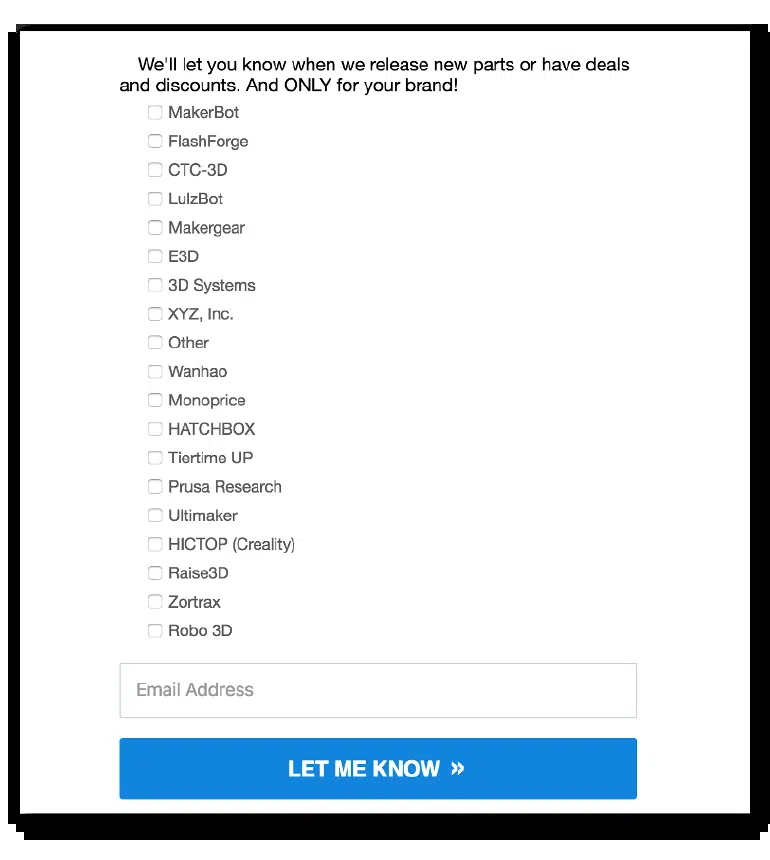 We'll let you know when we release new parts or have deals
and discounts. And ONLY for your brand!
MakerBot
FlashForge
CTC-3D
LulzBot
Makergear
E3D
3D Systems
XYZ, Inc.
Other
Wanhao
Monoprice
HATCHBOX
Tiertime UP
Prusa Research
Ultimaker
HICTOP (Creality)
Raise3D
Zortrax
Robo 3D
Email Address
LET ME KNOW »